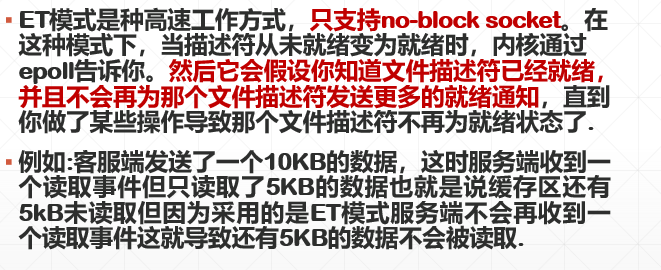 ET模式是种高速工作方式，只支持no-block socket。在
这种模式下，当描述符从未就绪变为就绪时，内核通过
epoll告诉你。然后它会假设你知道文件描述符已经就绪，
并且不会再为那个文件描述符发送更多的就绪通知，直到
你做了某些操作导致那个文件描述符不再为就绪状态了.
例如:客服端发送了一个10KB的数据，这时服务端收到一
个读取事件但只读取了5KB的数据也就是说缓存区还有
5kB未读取但因为采用的是ET模式服务端不会再收到一
个读取事件这就导致还有5KB的数据不会被读取.